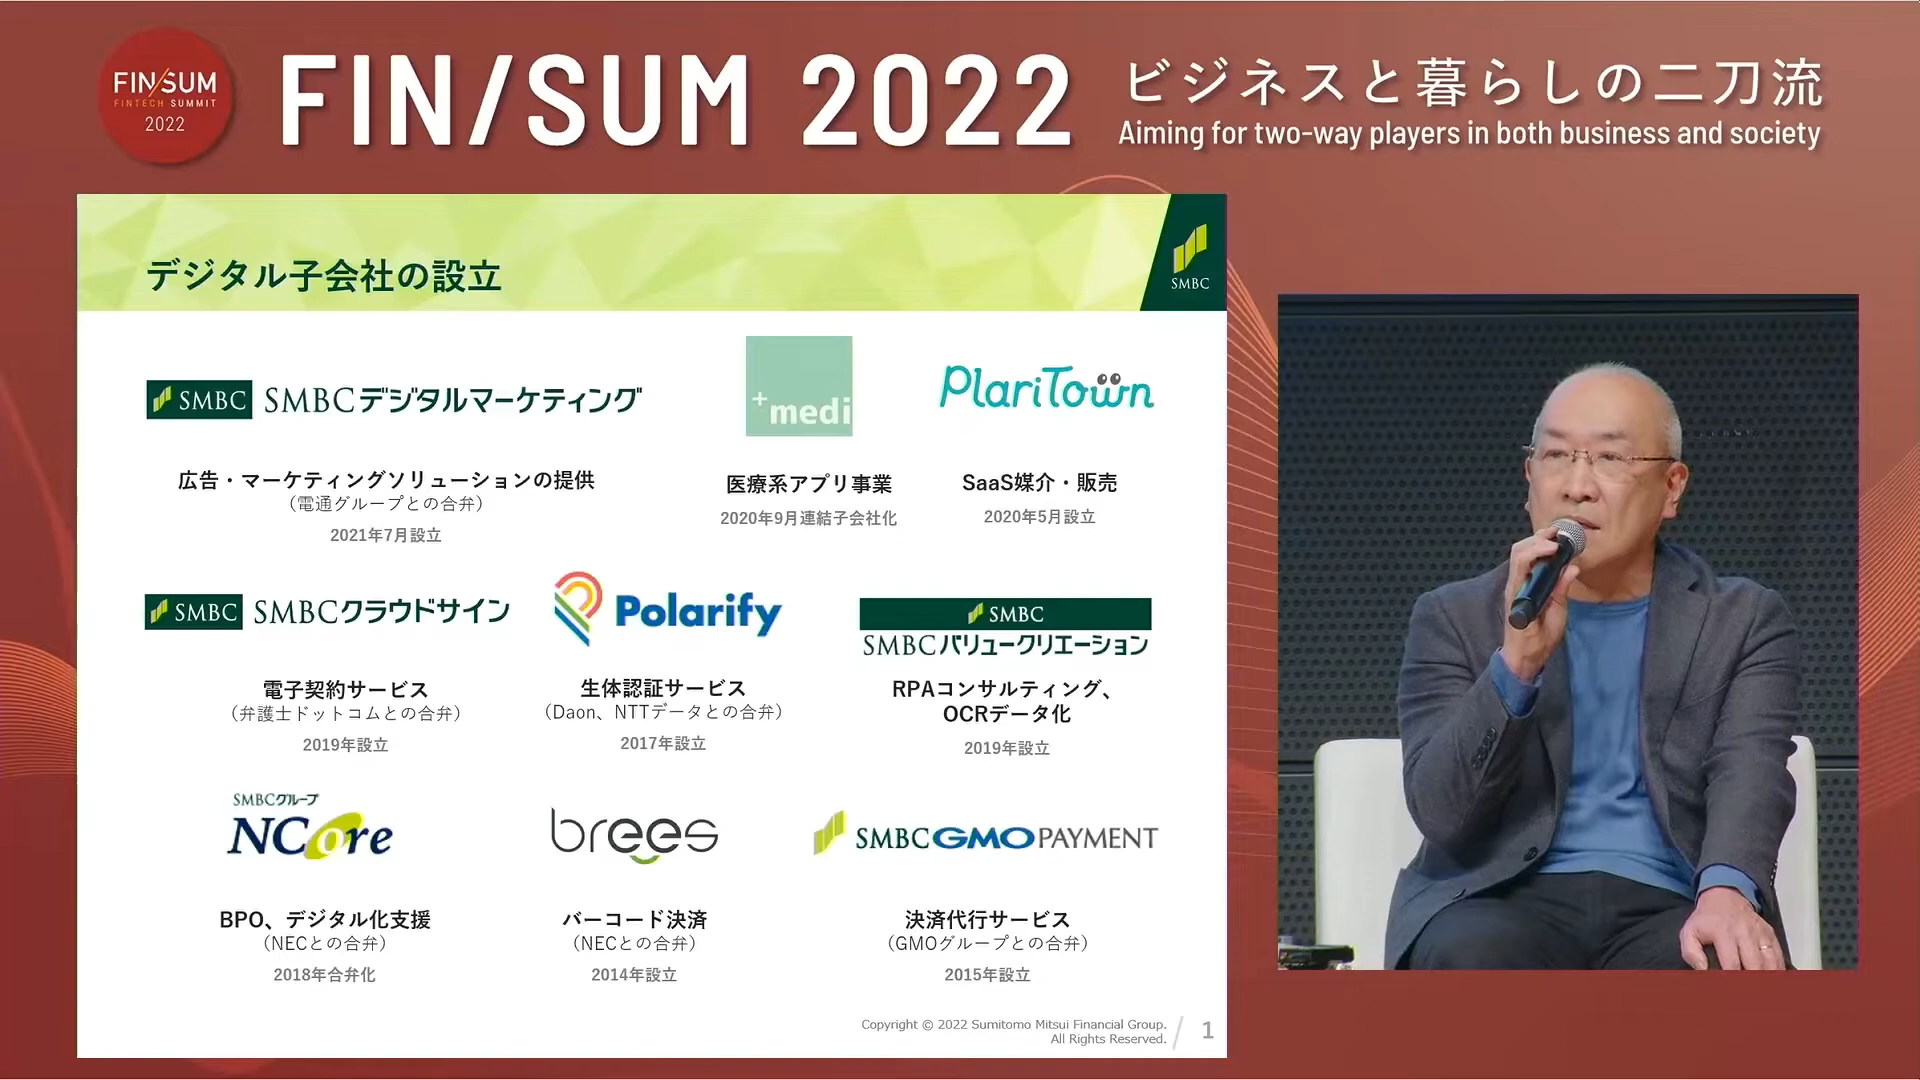 FIN/SUM
FINTECH SUMMIT
2022
FIN/SUM 2022
ビジネスと暮らしの二刀流
Aiming for two-way players in both business and society
デジタル子会社の設立
SMBC
SMBC SMBCデジタルマーケティング
広告・マーケティングソリューションの提供
（電通グループとの合弁）
2021年7月設立
+medi
医療系アプリ事業
2020年9月連結子会社化
PlariTown
SaaS媒介・販売
2020年5月設立
SMBC SMBCクラウドサイン
電子契約サービス
（弁護士ドットコムとの合弁）
2019年設立
Polarify
生体認証サービス
（Daon、NTTデータとの合弁）
2017年設立
SMBC
SMBCバリュークリエーション
RPAコンサルティング、
OCRデータ化
2019年設立
SMBCグループ
NCore
BPO、デジタル化支援
（NECとの合弁）
2018年合弁化
brees
バーコード決済
（NECとの合弁）
2014年設立
SMBC GMO PAYMENT
決済代行サービス
（GMOグループとの合弁）
2015年設立
Copyright © 2022 Sumitomo Mitsui Financial Group.
All Rights Reserved.
1